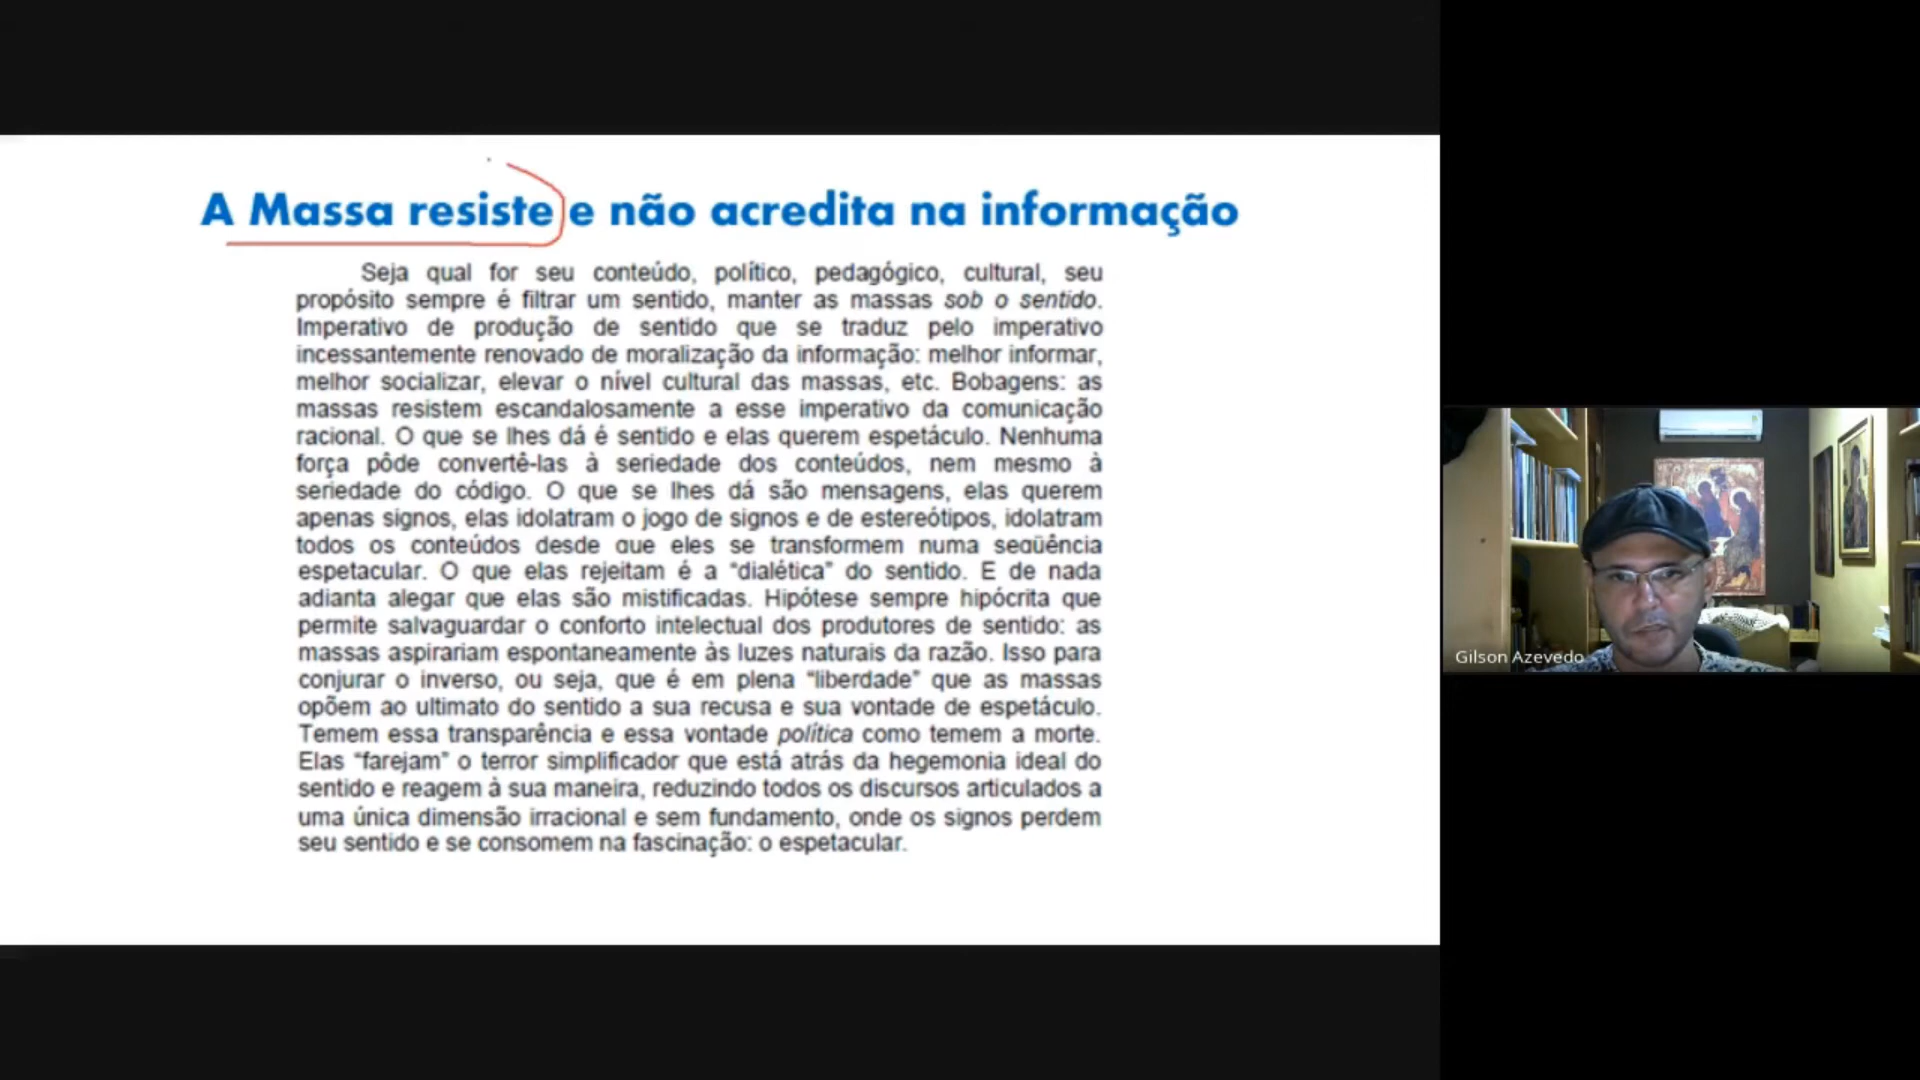 A Massa resiste e não acredita na informação
Seja qual for seu conteúdo, político, pedagógico, cultural, seu
propósito sempre é filtrar um sentido, manter as massas sob o sentido.
Imperativo de produção de sentido que se traduz pelo imperativo
incessantemente renovado de moralização da informação: melhor informar,
melhor socializar, elevar o nível cultural das massas, etc. Bobagens: as
massas resistem escandalosamente a esse imperativo da comunicação
racional. O que se lhes dá é sentido e elas querem espetáculo. Nenhuma
força pôde convertê-las à seriedade dos conteúdos, nem mesmo à
seriedade do código. O que se lhes dá são mensagens, elas querem
apenas signos, elas idolatram o jogo de signos e de estereótipos, idolatram
todos os conteúdos desde que eles se transformem numa seqüência
espetacular. O que elas rejeitam é a “dialética” do sentido. E de nada
adianta alegar que elas são mistificadas. Hipótese sempre hipócrita que
permite salvaguardar o conforto intelectual dos produtores de sentido: as
massas aspirariam espontaneamente às luzes naturais da razão. Isso para
conjurar o inverso, ou seja, que é em plena “liberdade” que as massas
opõem ao ultimato do sentido a sua recusa e sua vontade de espetáculo.
Temem essa transparência e essa vontade política como temem a morte.
Elas “farejam” o terror simplificador que está atrás da hegemonia ideal do
sentido e reagem à sua maneira, reduzindo todos os discursos articulados a
uma única dimensão irracional e sem fundamento, onde os signos perdem
seu sentido e se consomem na fascinação: o espetacular.
Gilson Azevedo